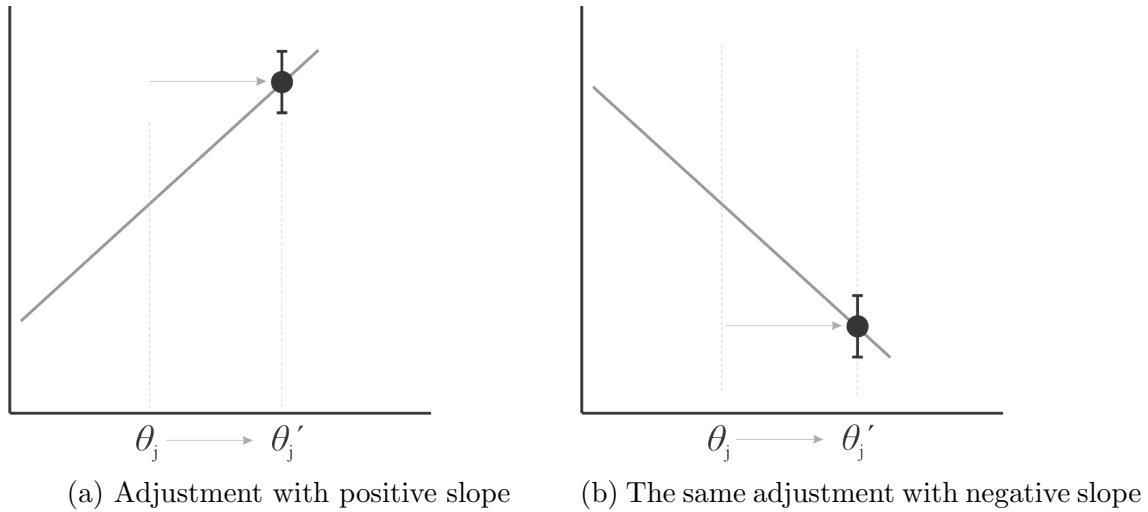 θj θj′
θj θj′
(a) Adjustment with positive slope
(b) The same adjustment with negative slope